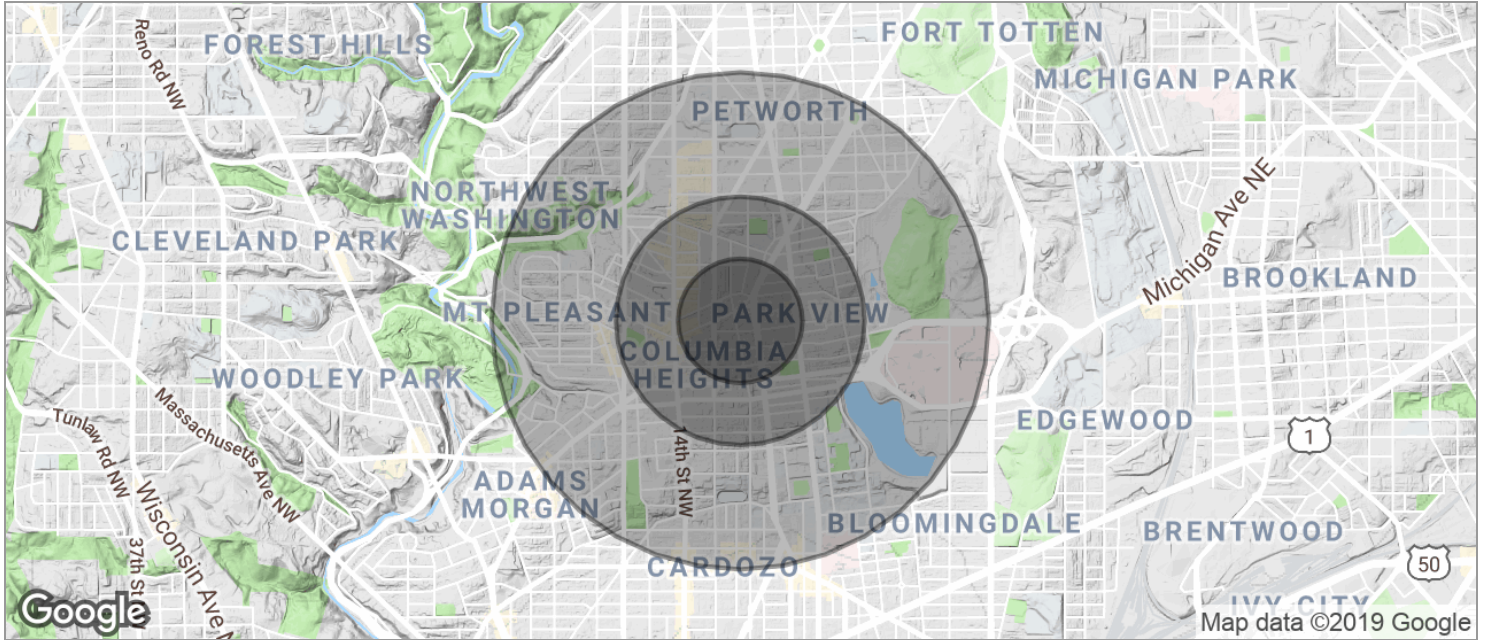 FOREST HILLS
Reno Rd NW
FORT TOTTEN
MICHIGAN PARK
PETWORTH
NORTHWEST
WASHINGTON
CLEVELAND PARK
Michigan Ave NE
BROOKLAND
MT PLEASANT
PARK VIEW
COLUMBIA
HEIGHTS
WOODLEY PARK
Massachusetts Ave NW
Tunlaw Rd NW
EDGEWOOD
1
14th St NW
ADAMS
MORGAN
Wisconsin Ave
37th St
BLOOMINGDALE
BRENTWOOD
CARDOZO
50
IVY CITY
Google
Map data ©2019 Google